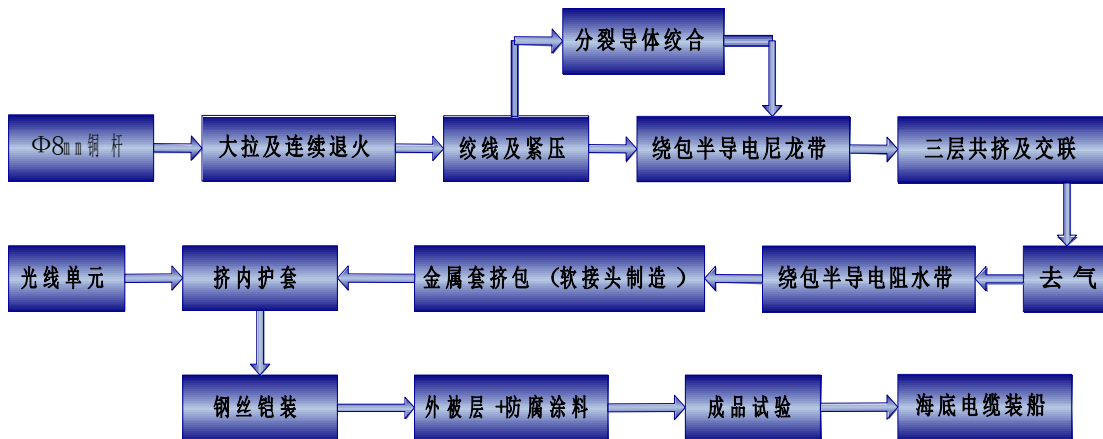 分裂导体绞合
Φ8mm铜杆
大拉及连续退火
绞线及紧压
绕包半导电尼龙带
三层共挤及交联
光线单元
挤内护套
金属套挤包（软接头制造）
绕包半导电阻水带
去气
钢丝铠装
外被层+防腐涂料
成品试验
海底电缆装船